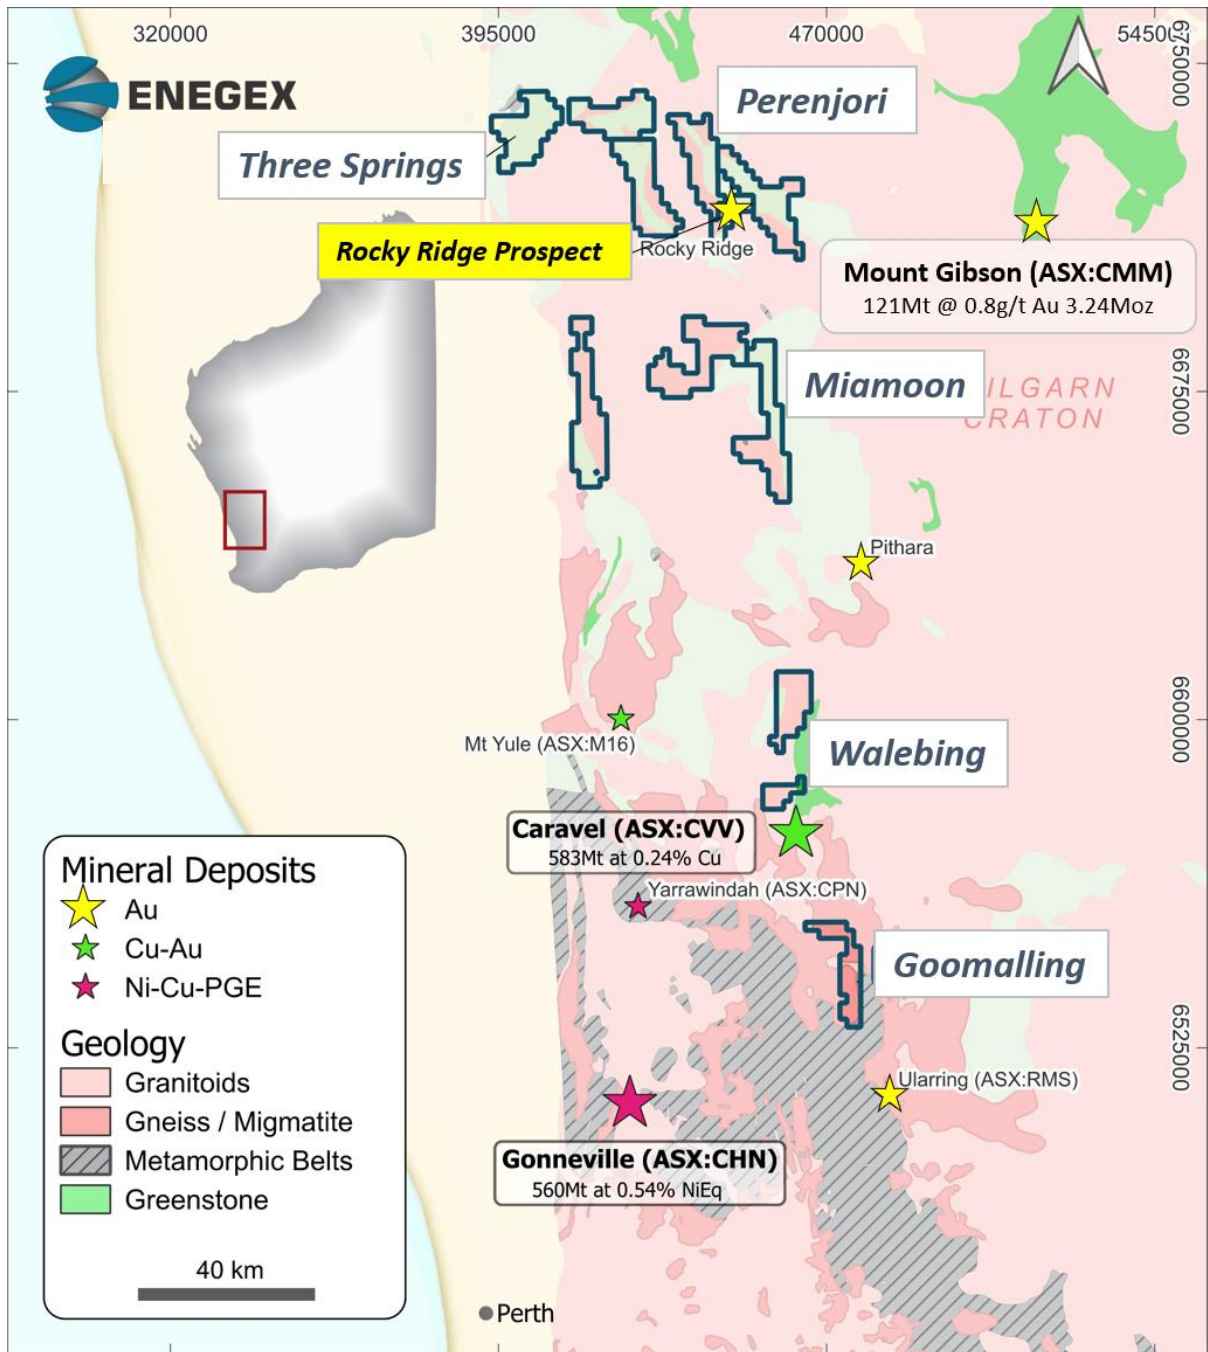 320000
395000
470000
545000
ENEGEX
6750000
Perenjori
Three Springs
Rocky Ridge Prospect
Rocky Ridge
Mount Gibson (ASX:CMM)
121Mt @ 0.8g/t Au 3.24Moz
Miamoon
ILGARN
CRATON
6675000
Pithara
Mt Yule (ASX:M16)
6600000
Walebing
Caravel (ASX:CVV)
583Mt at 0.24% Cu
Yarrawindah (ASX:CPN)
Goomalling
Mineral Deposits
Au
Cu-Au
Ni-Cu-PGE
Geology
Granitoids
Gneiss / Migmatite
Metamorphic Belts
Greenstone
40 km
6525000
Ularring (ASX:RMS)
Gonneville (ASX:CHN)
560Mt at 0.54% NiEq
Perth